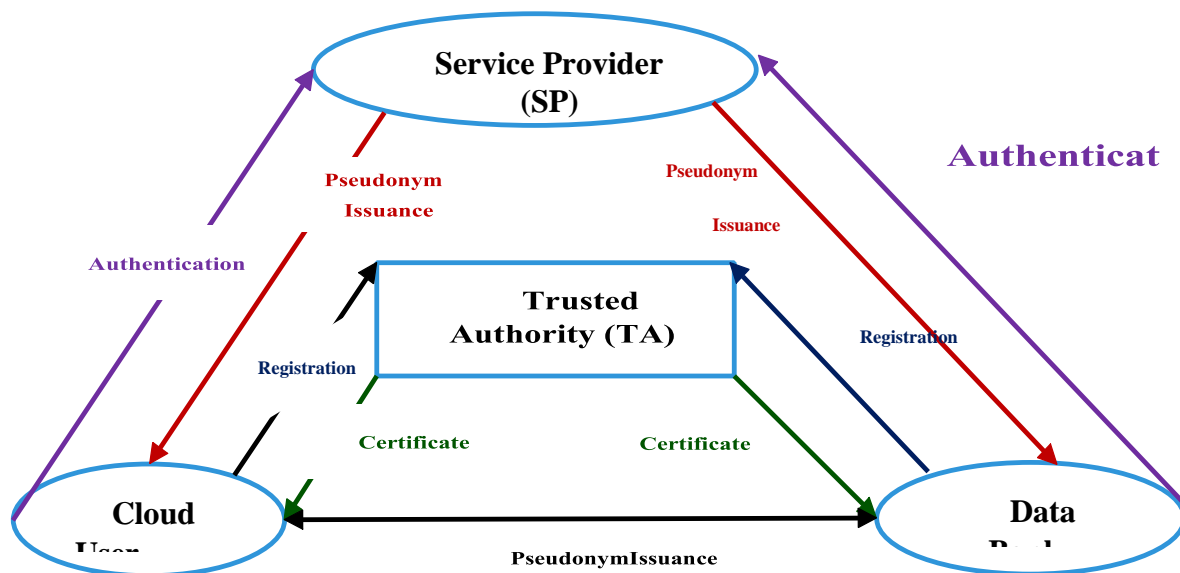 Service Provider
(SP)
Authenticat
Pseudonym
Issuance
Pseudonym
Issuance
Authentication
Trusted
Authority (TA)
Registration
Registration
Certificate
Certificate
Cloud
User
Data
PseudonymIssuance